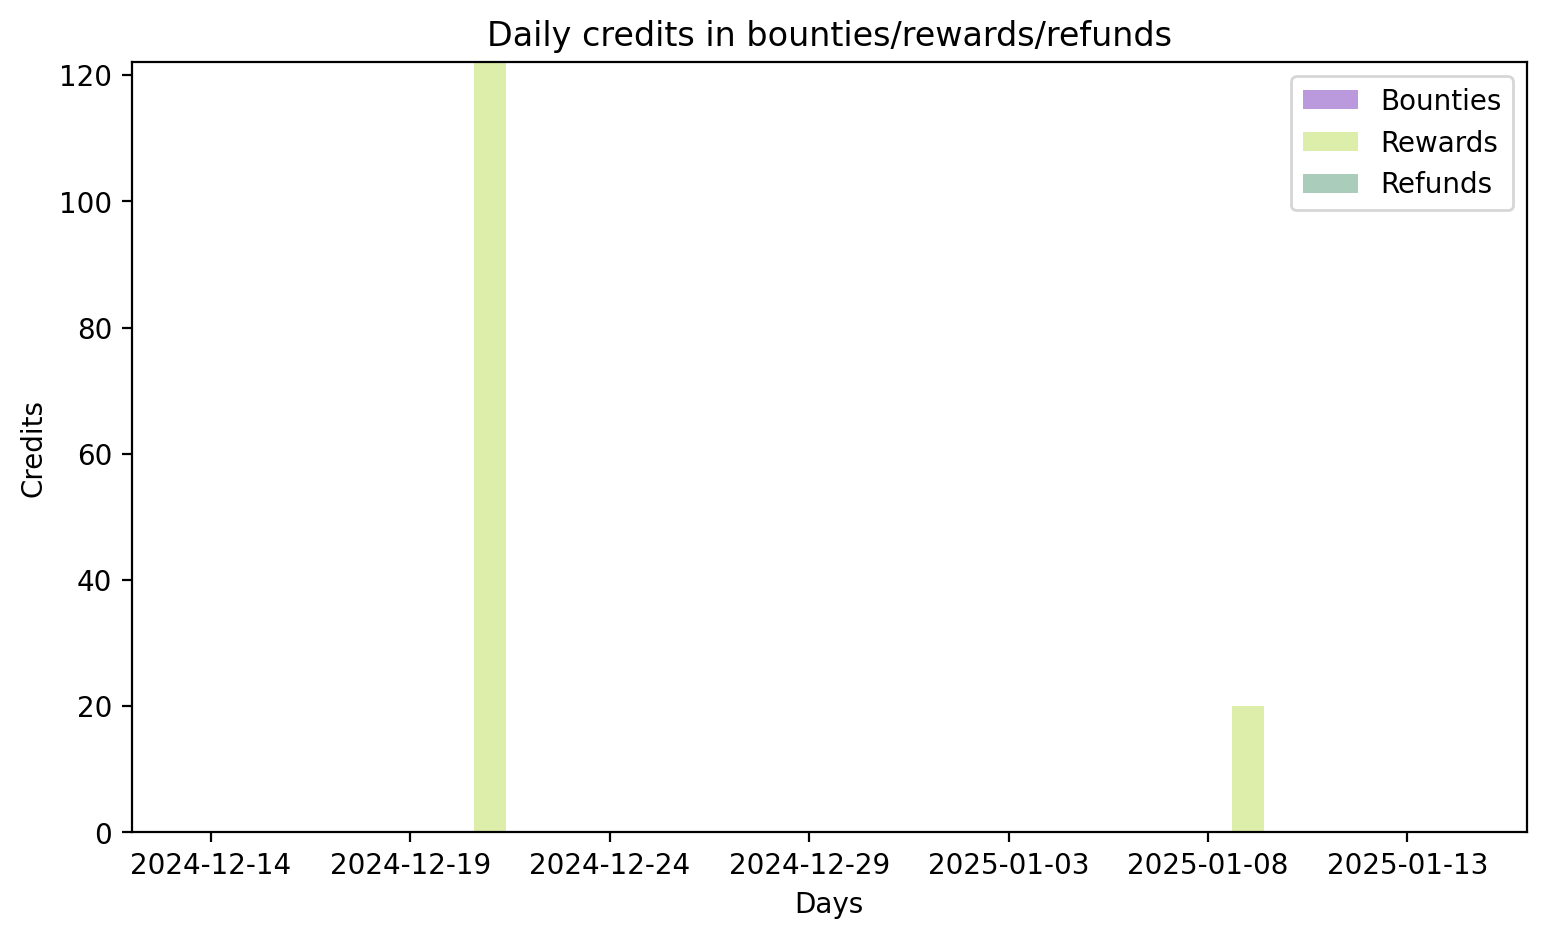 Daily credits in bounties/rewards/refunds
120
100
80
60
40
20
0
Credits
Bounties
Rewards
Refunds
2024-12-14 2024-12-19 2024-12-24 2024-12-29 2025-01-03 2025-01-08 2025-01-13
Days